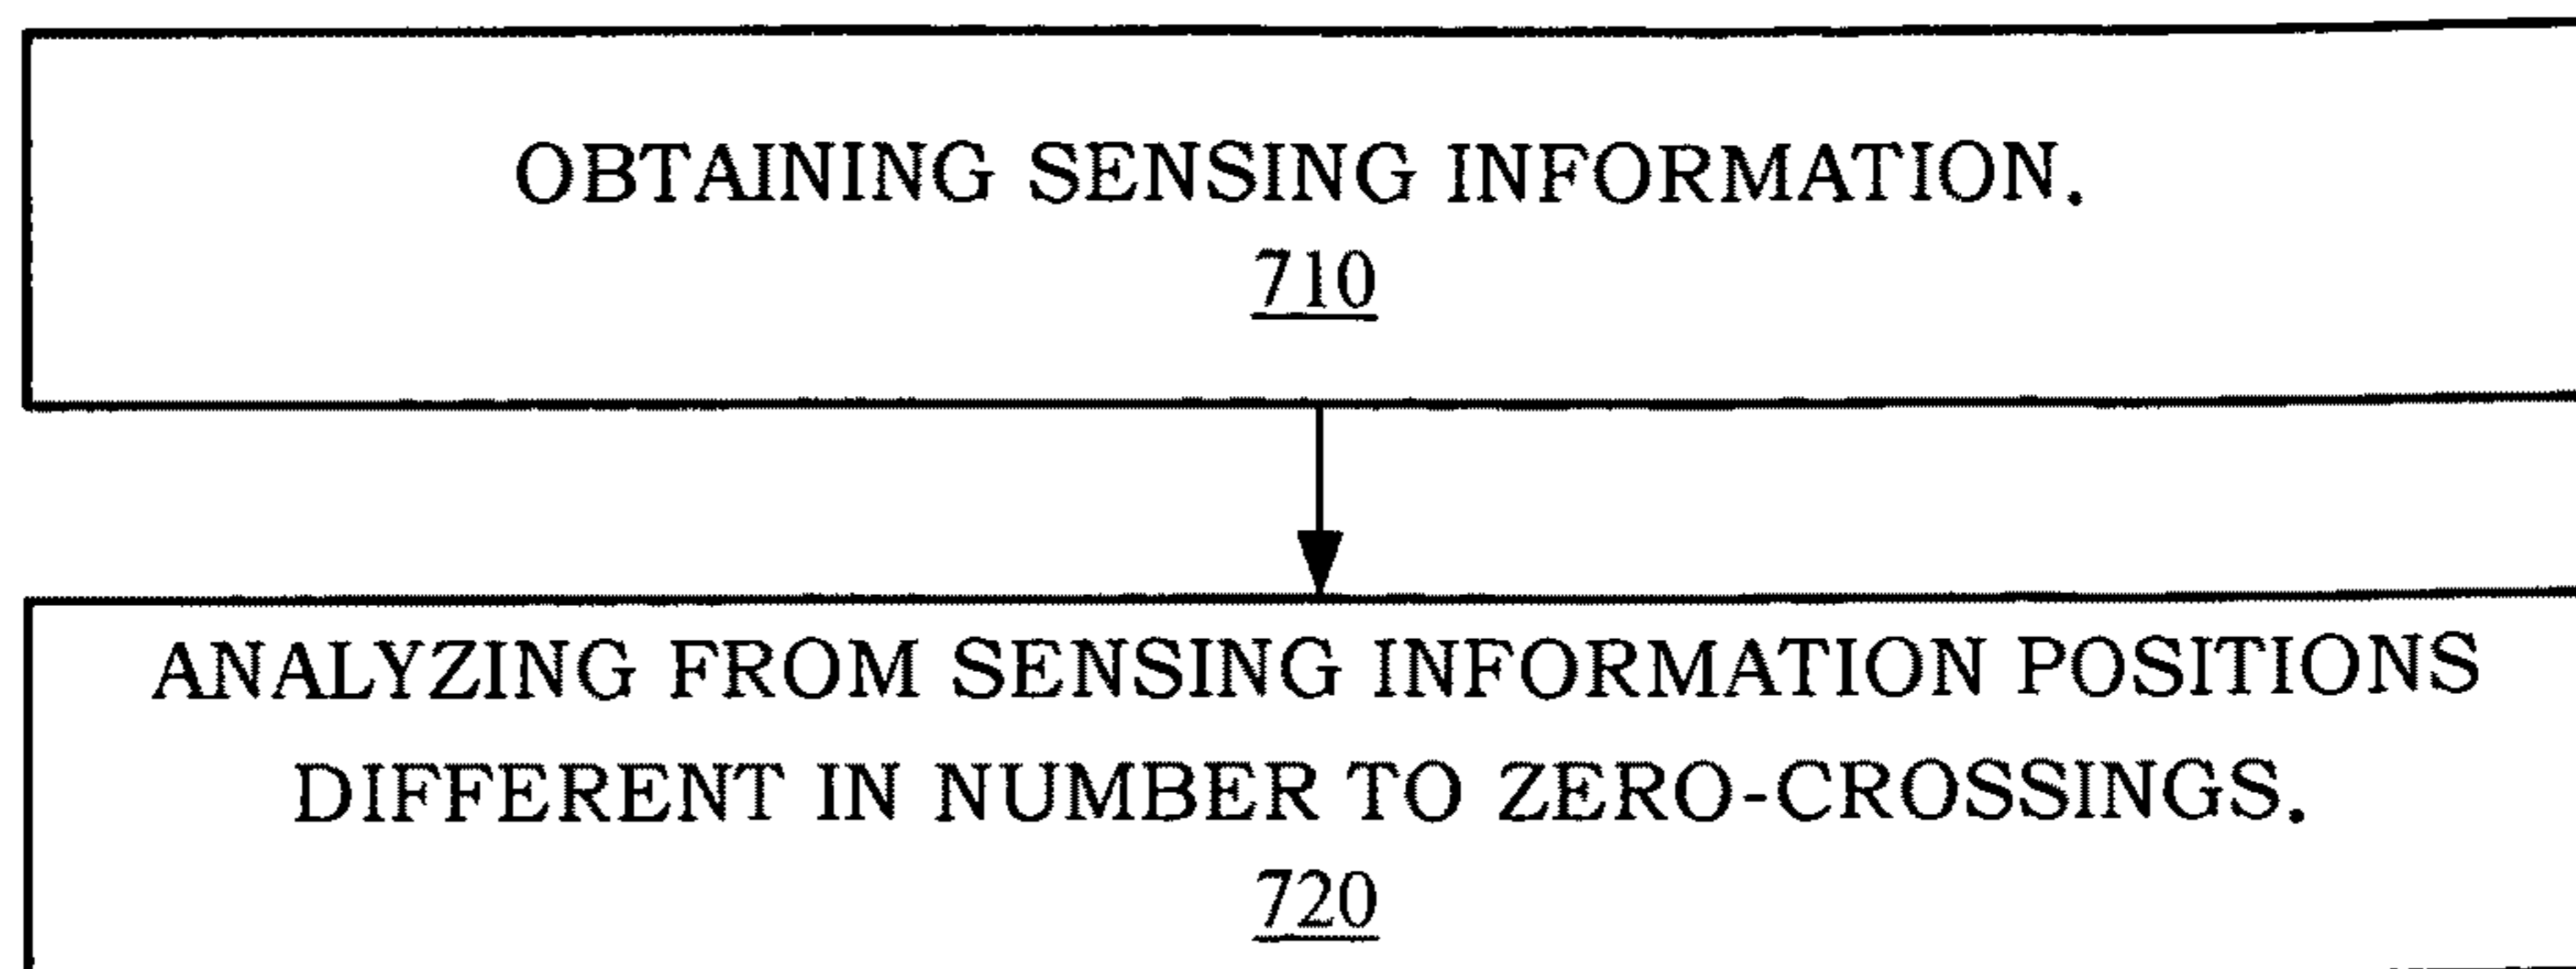 OBTAINING SENSING INFORMATION.
710
ANALYZING FROM SENSING INFORMATION POSITIONS
DIFFERENT IN NUMBER TO ZERO-CROSSINGS.
720